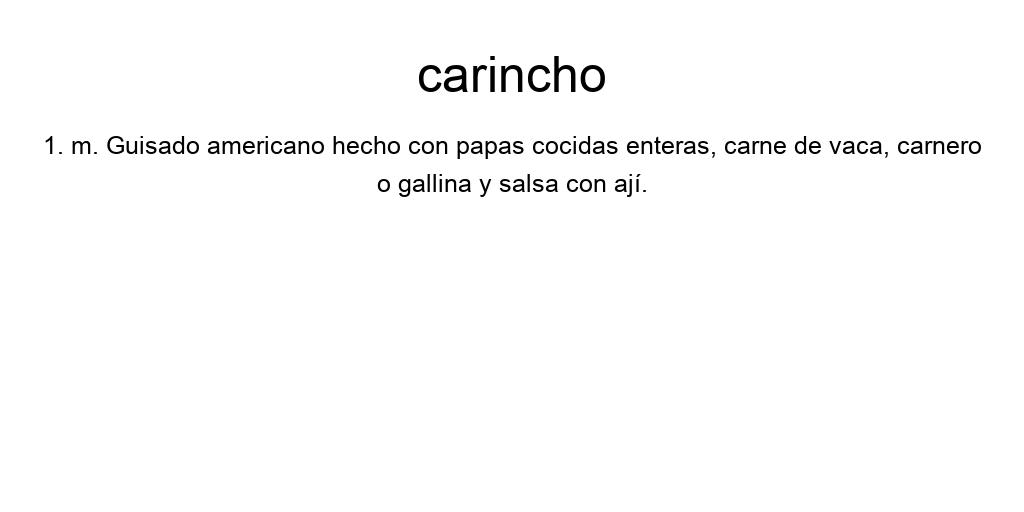 carincho
1. m. Guisado americano hecho con papas cocidas enteras, carne de vaca, carnero
o gallina y salsa con ají.